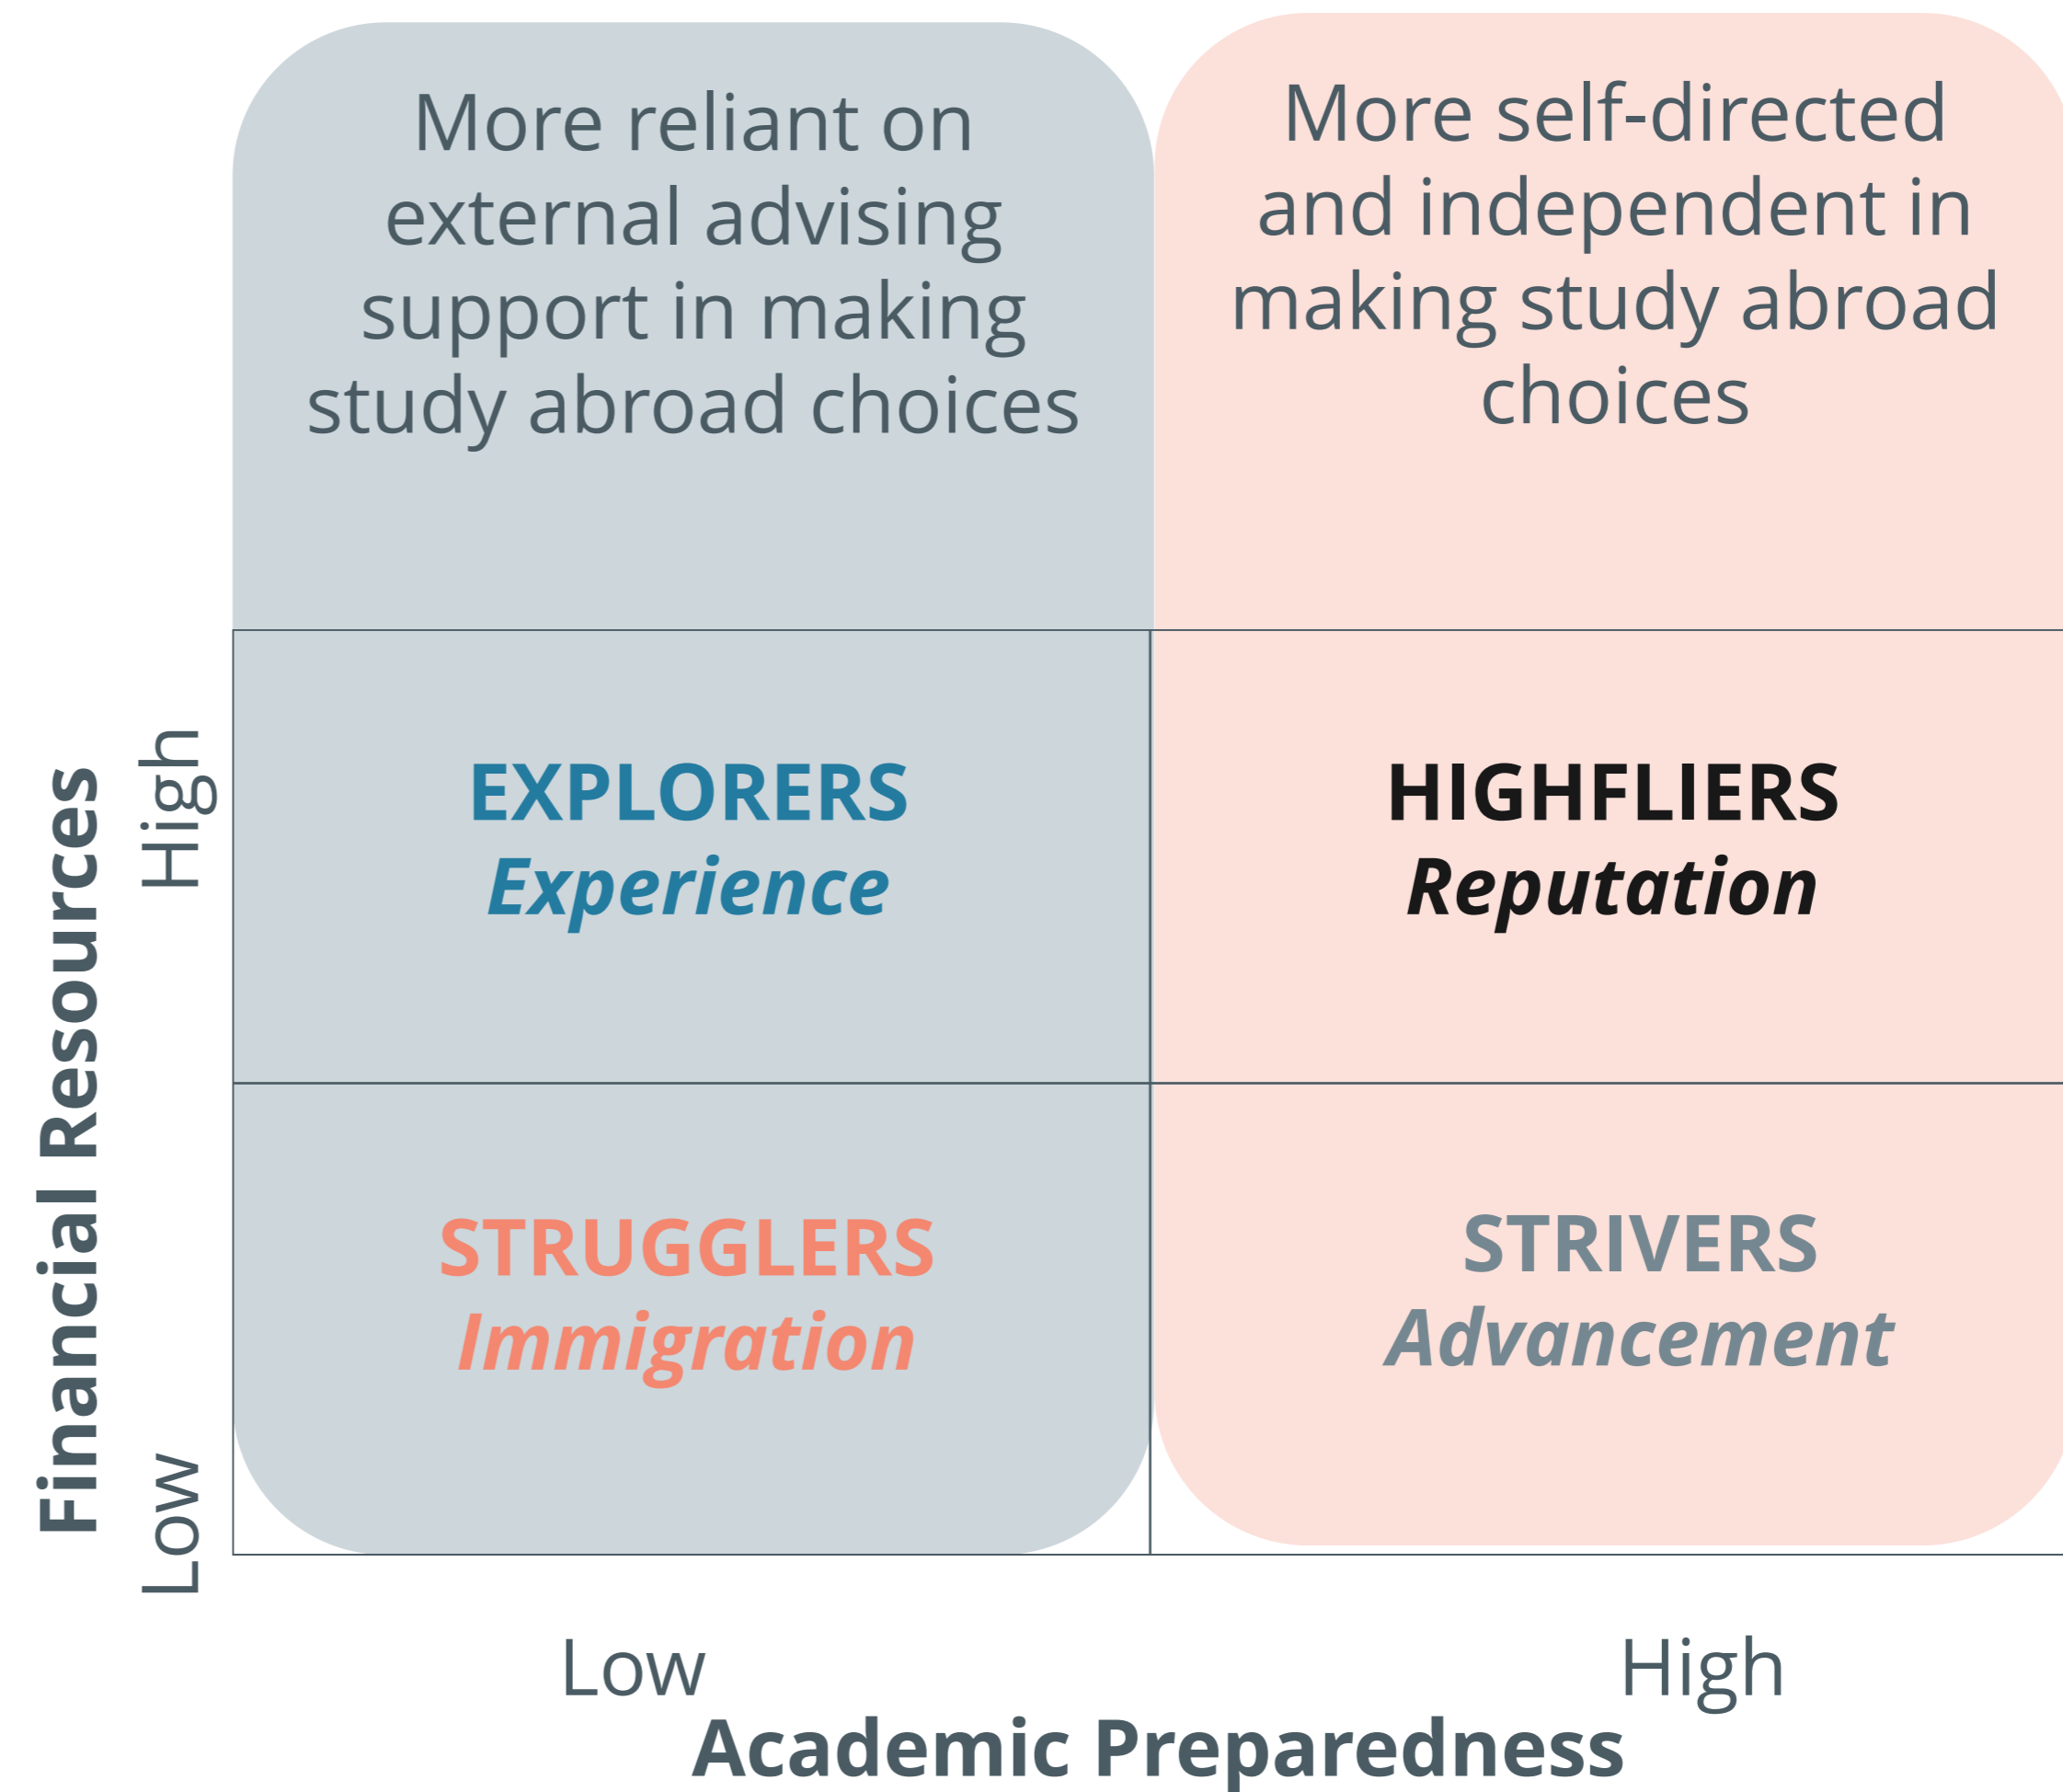 More reliant on
external advising
support in making
study abroad choices
More self-directed
and independent in
making study abroad
choices
Financial Resources
High
Low
EXPLORERS
Experience
HIGHFLIERS
Reputation
STRUGGLERS
Immigration
STRIVERS
Advancement
Low
High
Academic Preparedness